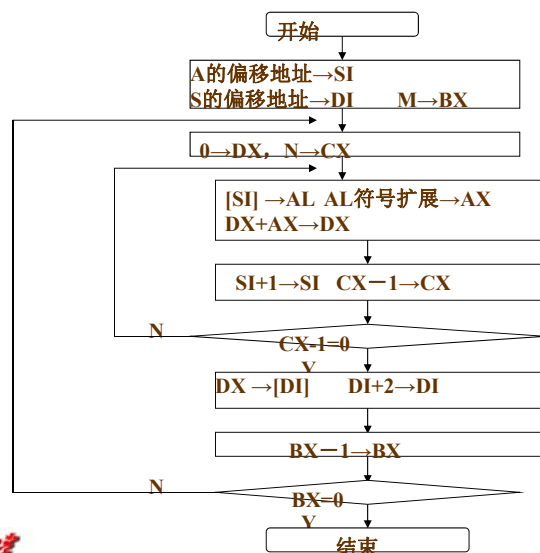 开始
A的偏移地址→SI
S的偏移地址→DI M→BX
0→DX，N→CX
[SI] →AL AL符号扩展→AX
DX+AX→DX
SI+1→SI CX－1→CX
N
CX-1=0
Y
DX →[DI] DI+2→DI
BX－1→BX
N
BX=0
Y
结束